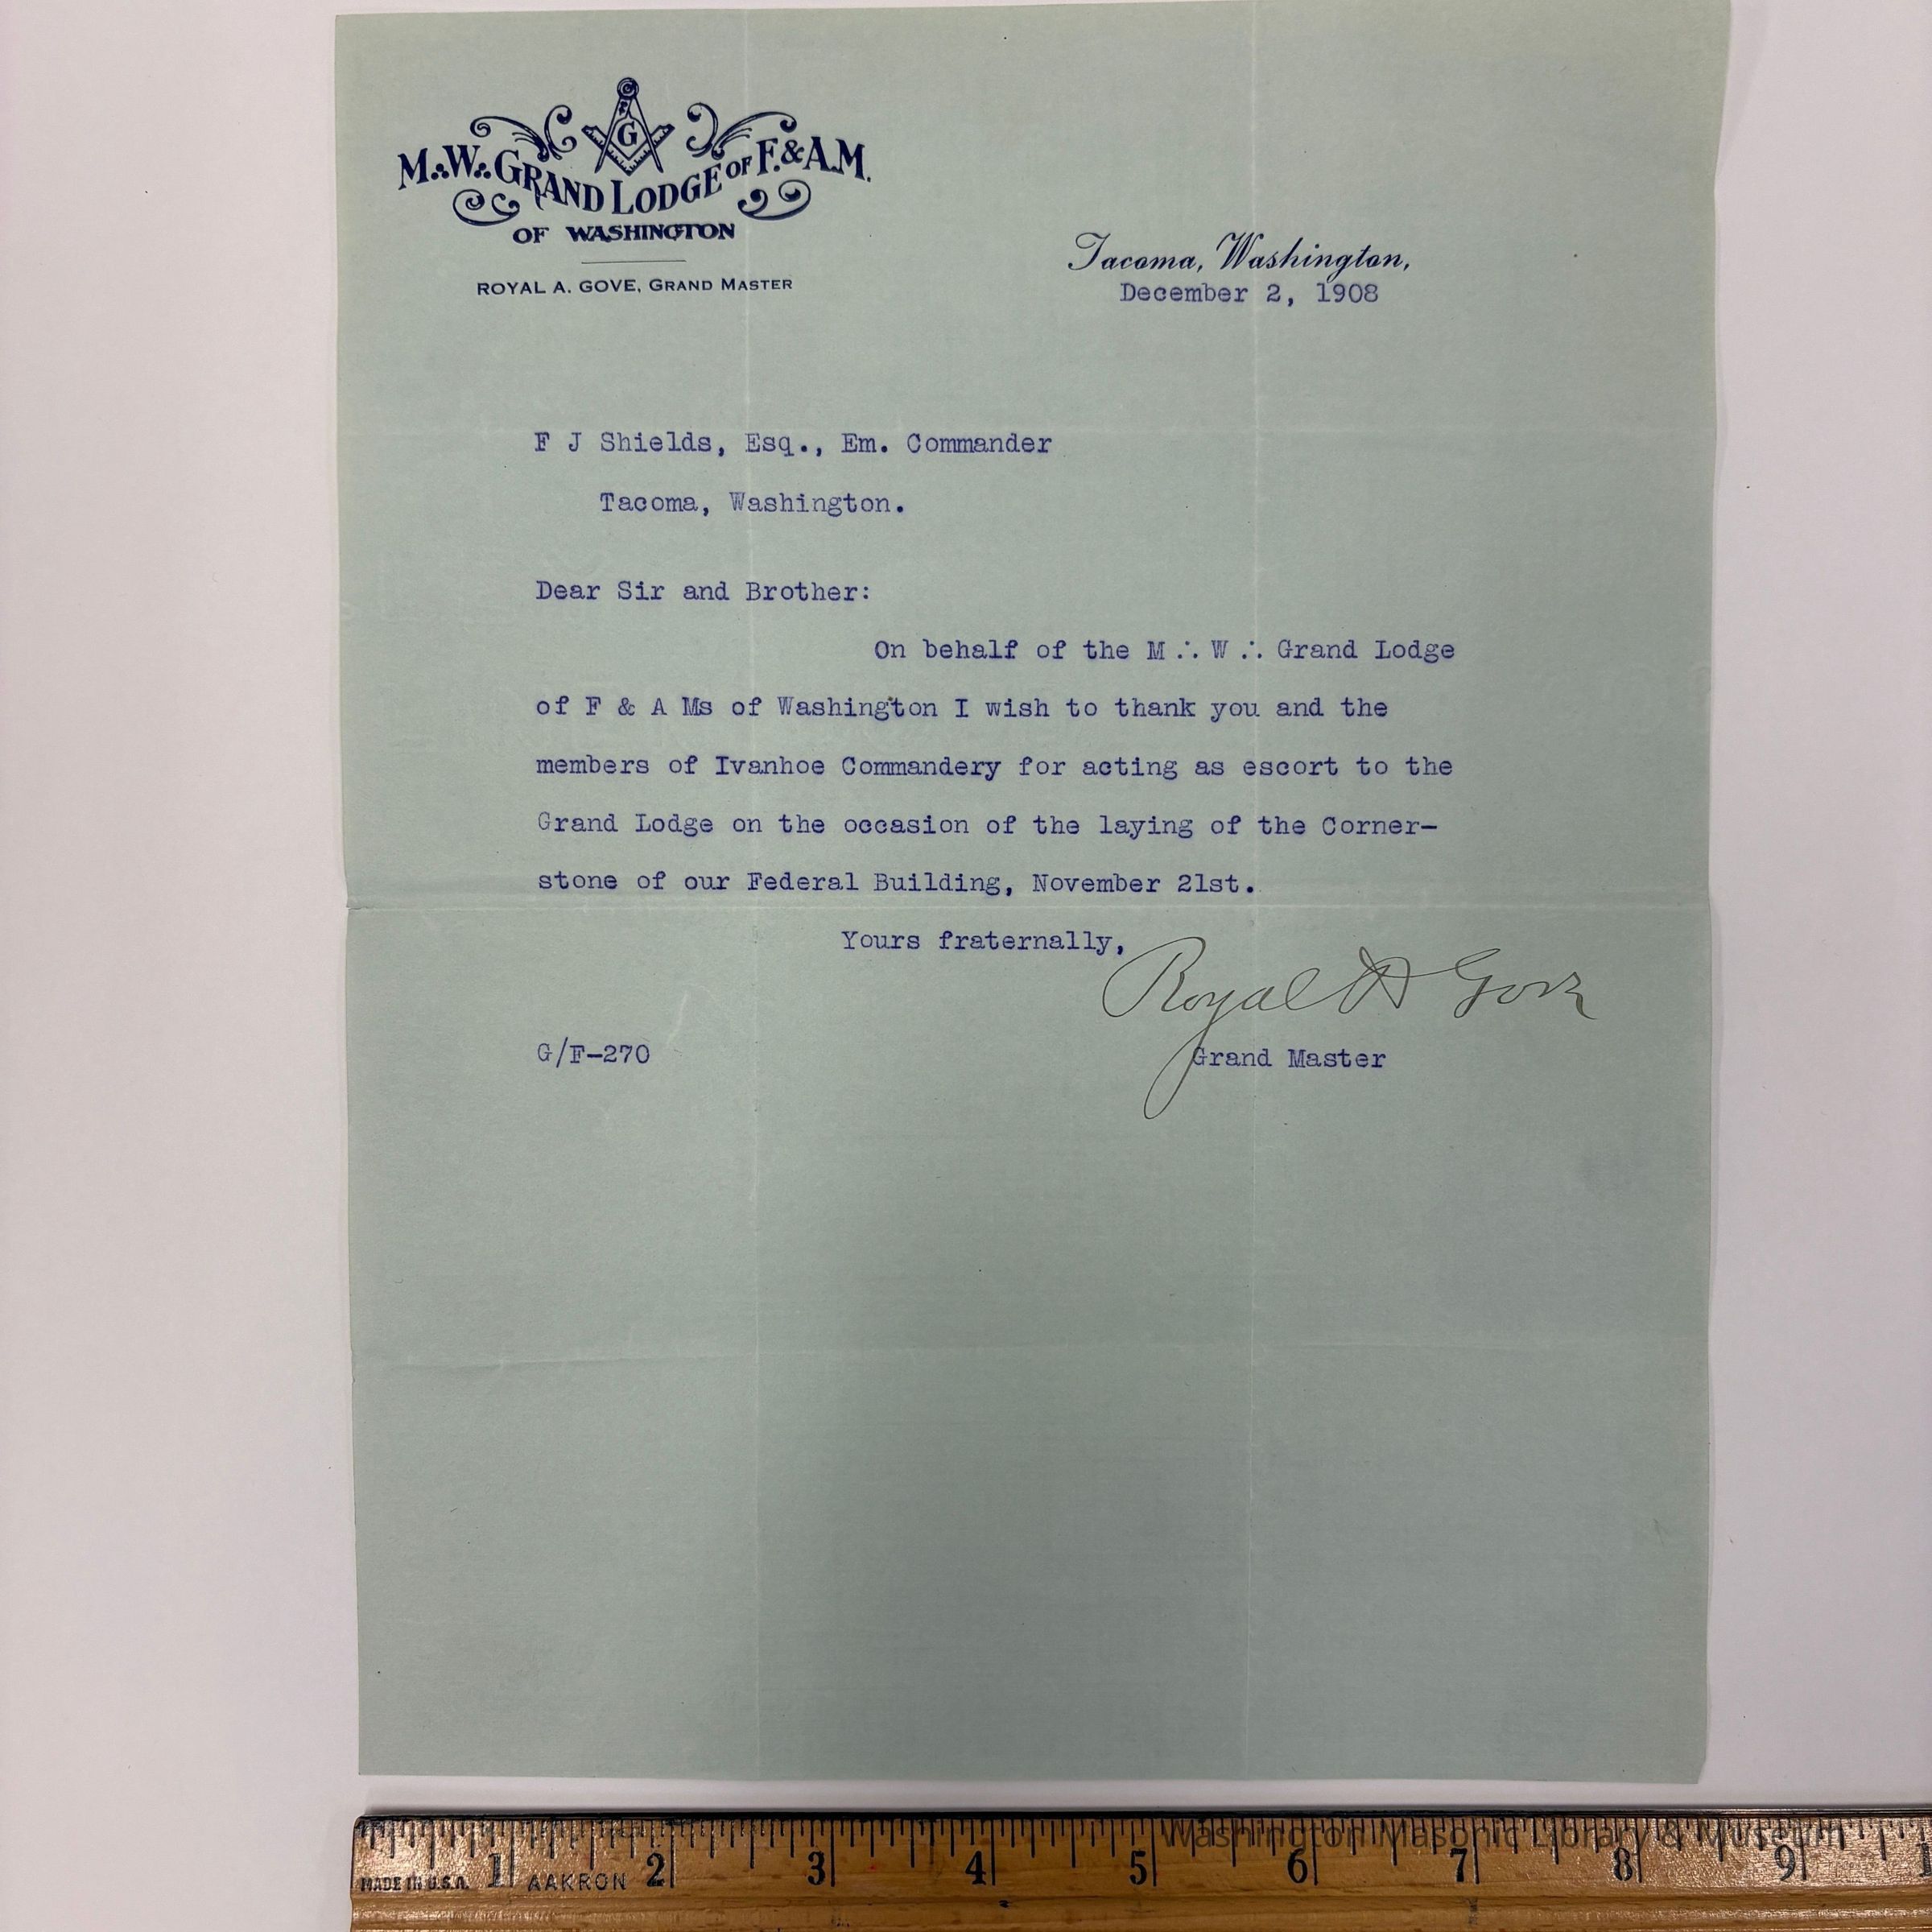 G
M∴W∴ GRAND LODGE OF F.&A.M.
OF WASHINGTON
ROYAL A. GOVE, GRAND MASTER
Tacoma, Washington,
December 2, 1908
F J Shields, Esq., Em. Commander
Tacoma, Washington.
Dear Sir and Brother:
On behalf of the M ∴ W ∴ Grand Lodge
of F & A Ms of Washington I wish to thank you and the
members of Ivanhoe Commandery for acting as escort to the
Grand Lodge on the occasion of the laying of the Corner-
stone of our Federal Building, November 21st.
Yours fraternally,
Royal A Gove
G/F-270
Grand Master
Washington Masonic Library & Museum
1 2 3 4 5 6 7 8 9 1
MADE IN U.S.A. AAKRON